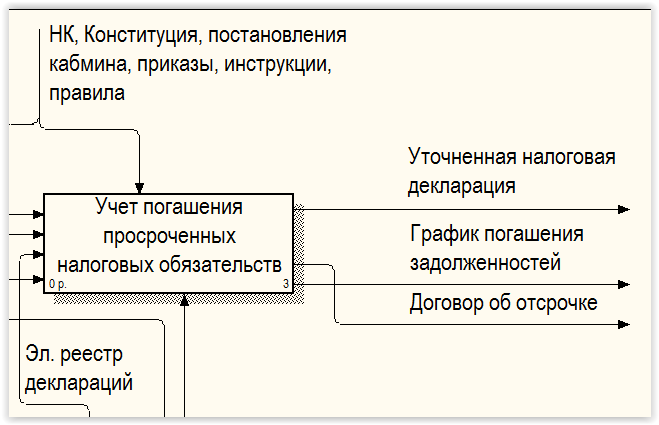 НК, Конституция, постановления
кабмина, приказы, инструкции,
правила
Уточненная налоговая
декларация
Учет погашения
просроченных
налоговых обязательств
0 р.
3
График погашения
задолженностей
Договор об отсрочке
Эл. реестр
деклараций